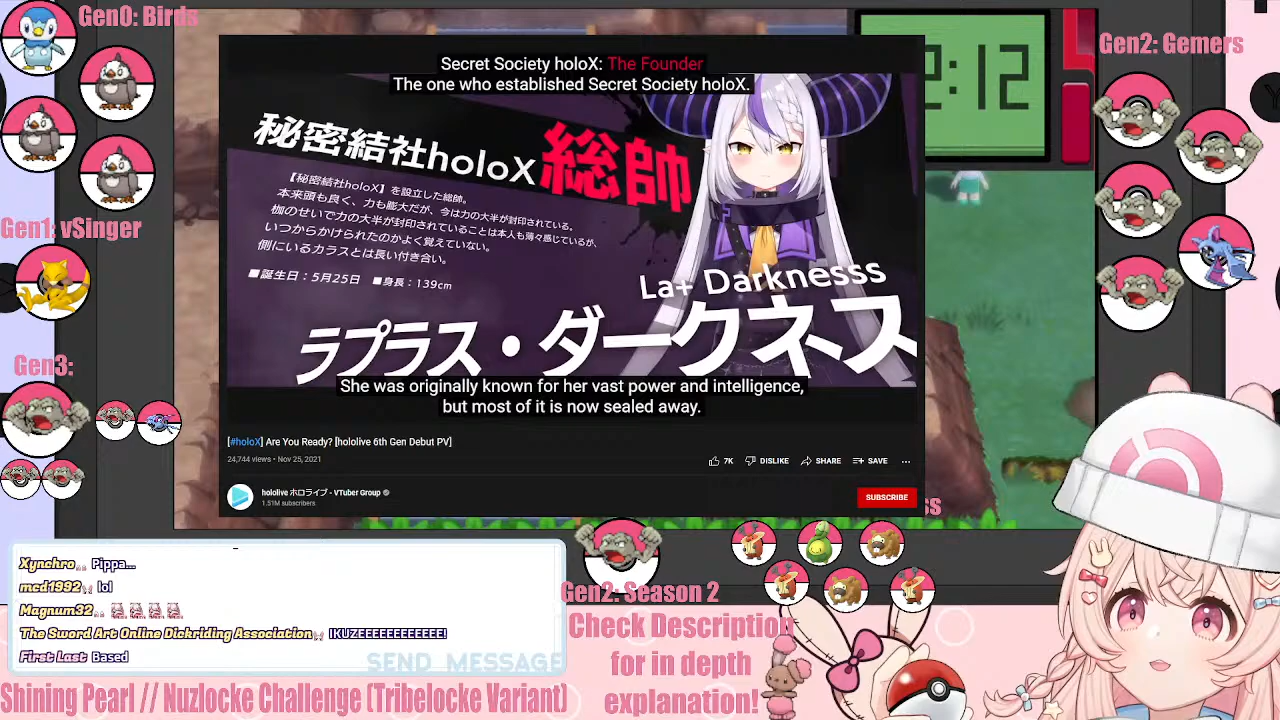 Gen0: Birds
Gen1: vSinger
Gen3:
Gen2: Gemers
2:12
Secret Society holoX: The Founder
The one who established Secret Society holoX.
秘密結社holoX総帥
【秘密結社holoX】を設立した総帥。
本来頭も良く、力も膨大だが、今は力の大半が封印されている。
枷のせいで力の大半が封印されていることは本人も薄々感じているが、
いつからかけられたのかよく覚えていない。
側にいるカラスとは長い付き合い。
■誕生日：5月25日 ■身長：139cm
La+ Darknesss
ラプラス・ダークネス
She was originally known for her vast power and intelligence,
but most of it is now sealed away.
[#holoX] Are You Ready? [hololive 6th Gen Debut PV]
24,744 views • Nov 25, 2021
7K DISLIKE SHARE SAVE ...
hololive ホロライブ - VTuber Group
1.51M subscribers
SUBSCRIBE
ss
Xynchro Pippa...
mcd1992 lol
Magnum32
The Sword Art Online Dickriding Association IKUZEEEEEEEEEEEE!
First Last Based
SEND MESSAGE
Gen2: Season 2
Check Description
for in depth
explanation!
Shining Pearl // Nuzlocke Challenge (Tribelocke Variant)